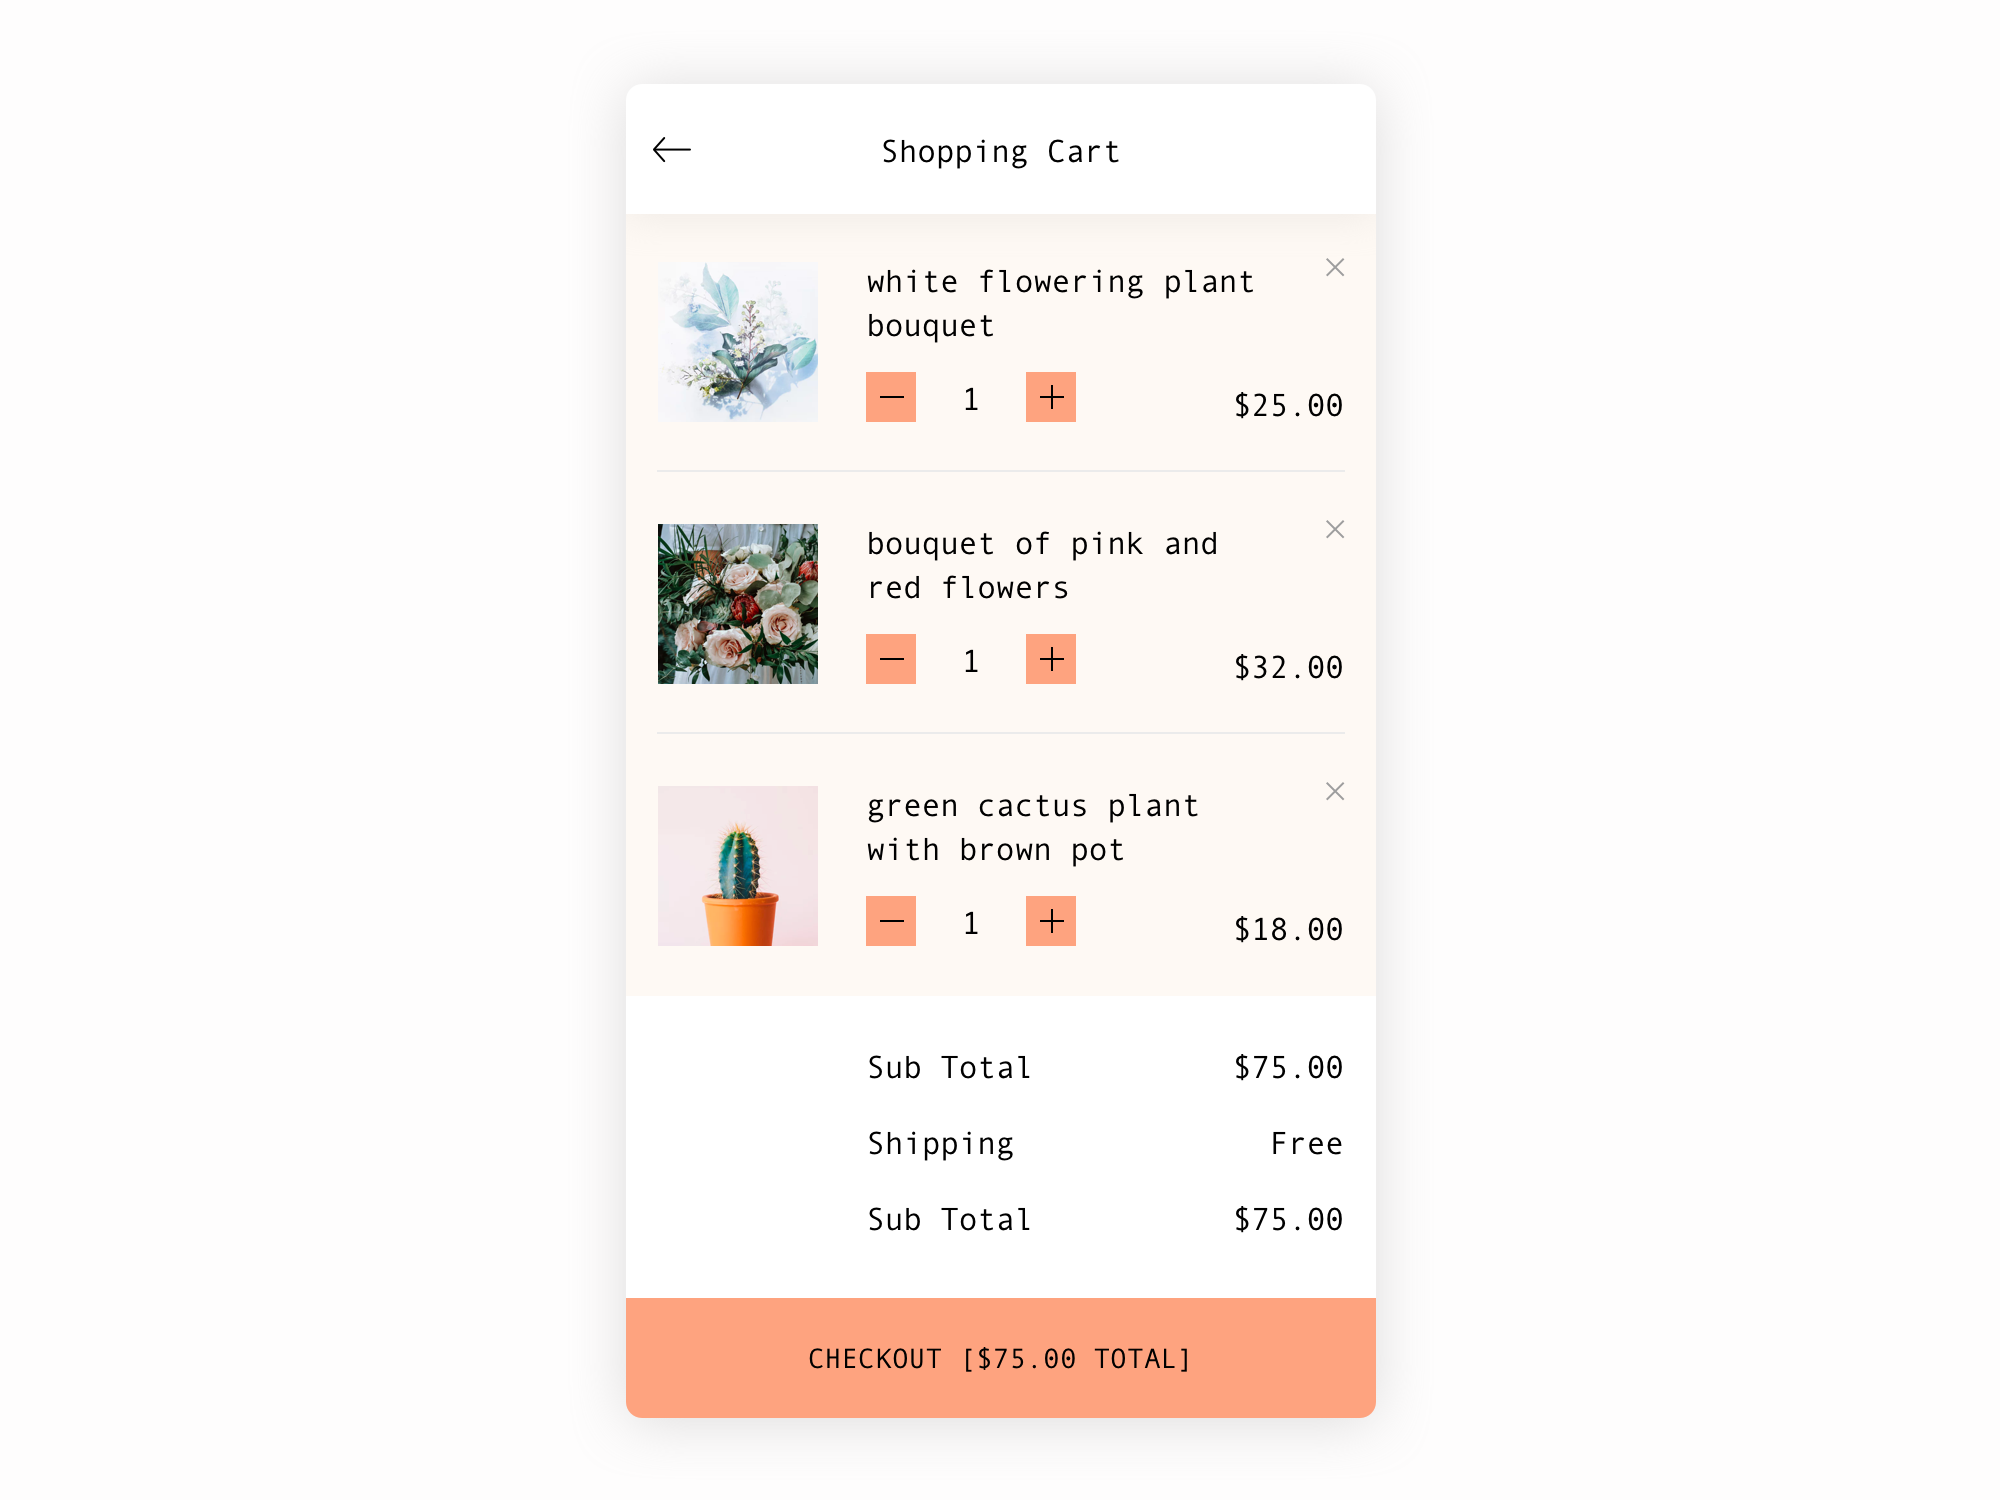 Shopping Cart
white flowering plant
bouquet
1
$25.00
bouquet of pink and
red flowers
1
$32.00
green cactus plant
with brown pot
1
$18.00
Sub Total $75.00
Shipping Free
Sub Total $75.00
CHECKOUT [$75.00 TOTAL]